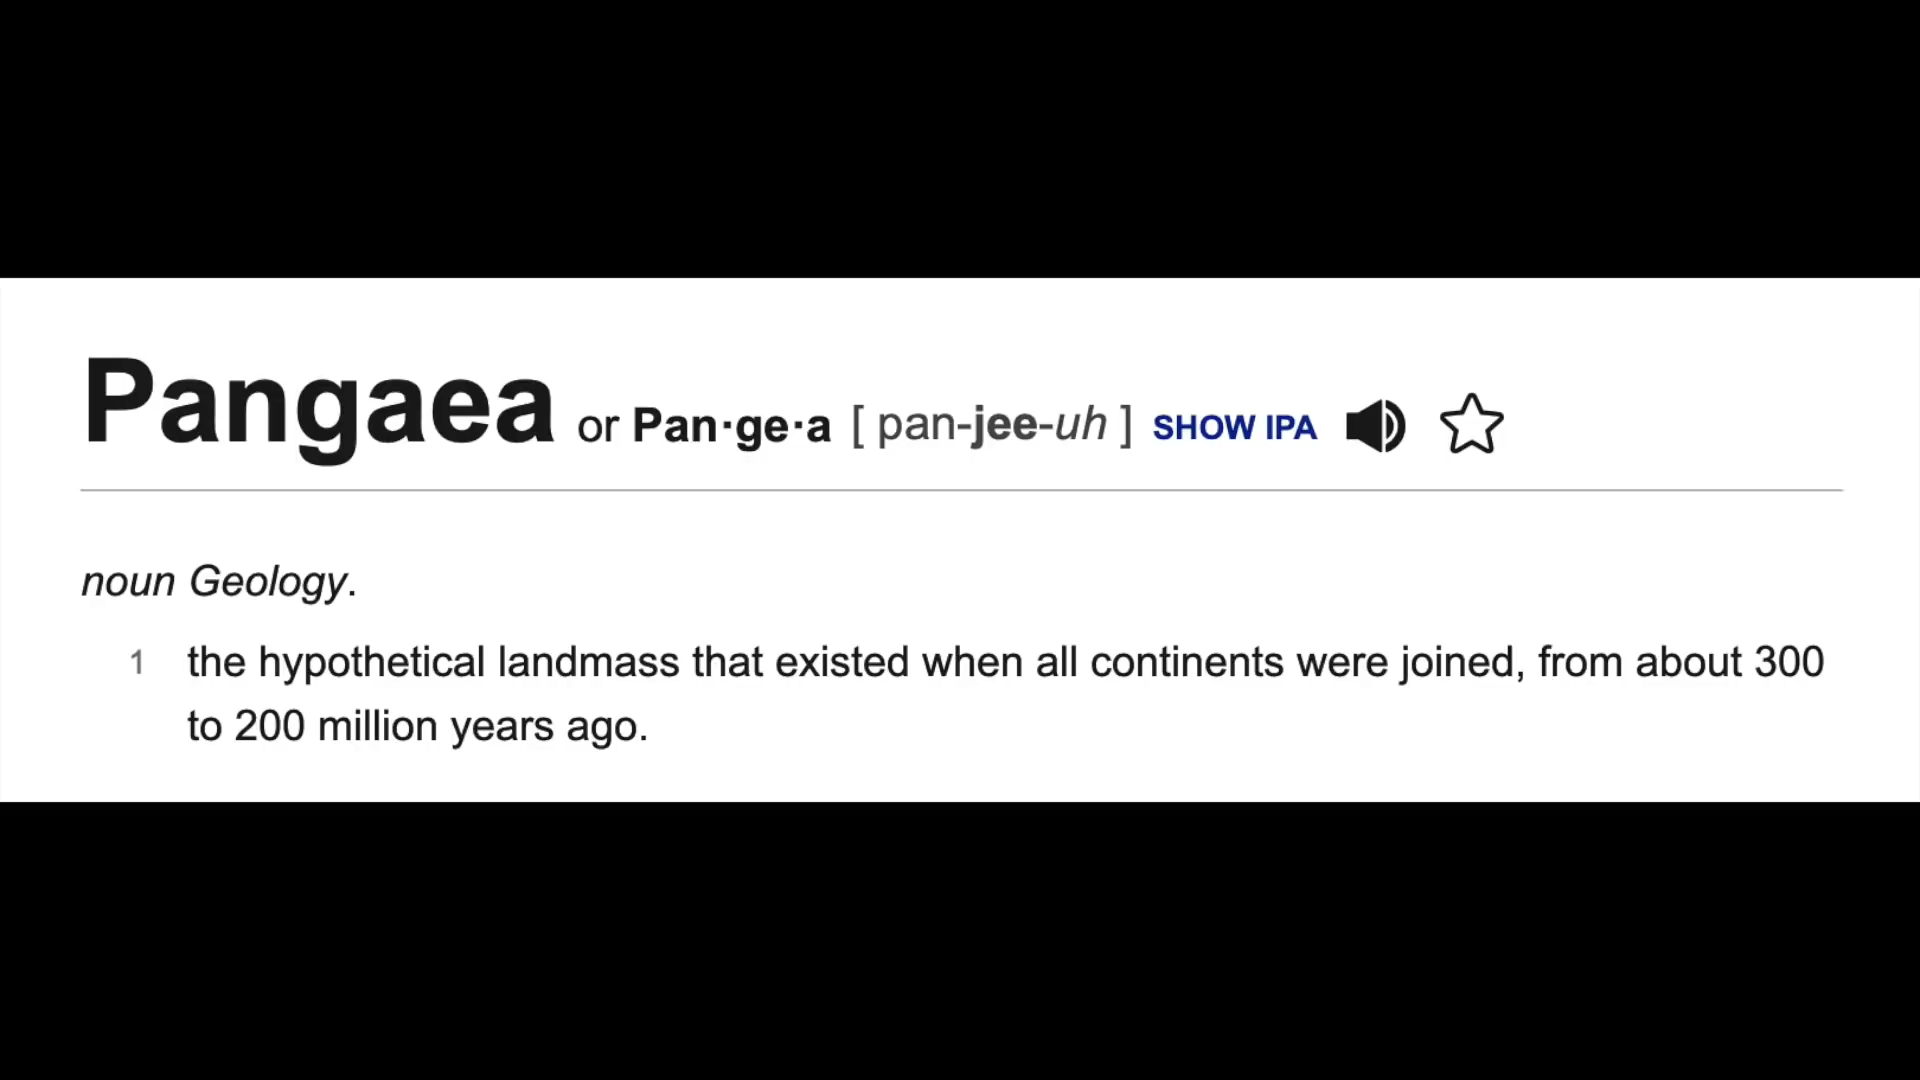 Pangaea or Pan·ge·a [ pan-jee-uh ] SHOW IPA
noun Geology.
1 the hypothetical landmass that existed when all continents were joined, from about 300
to 200 million years ago.